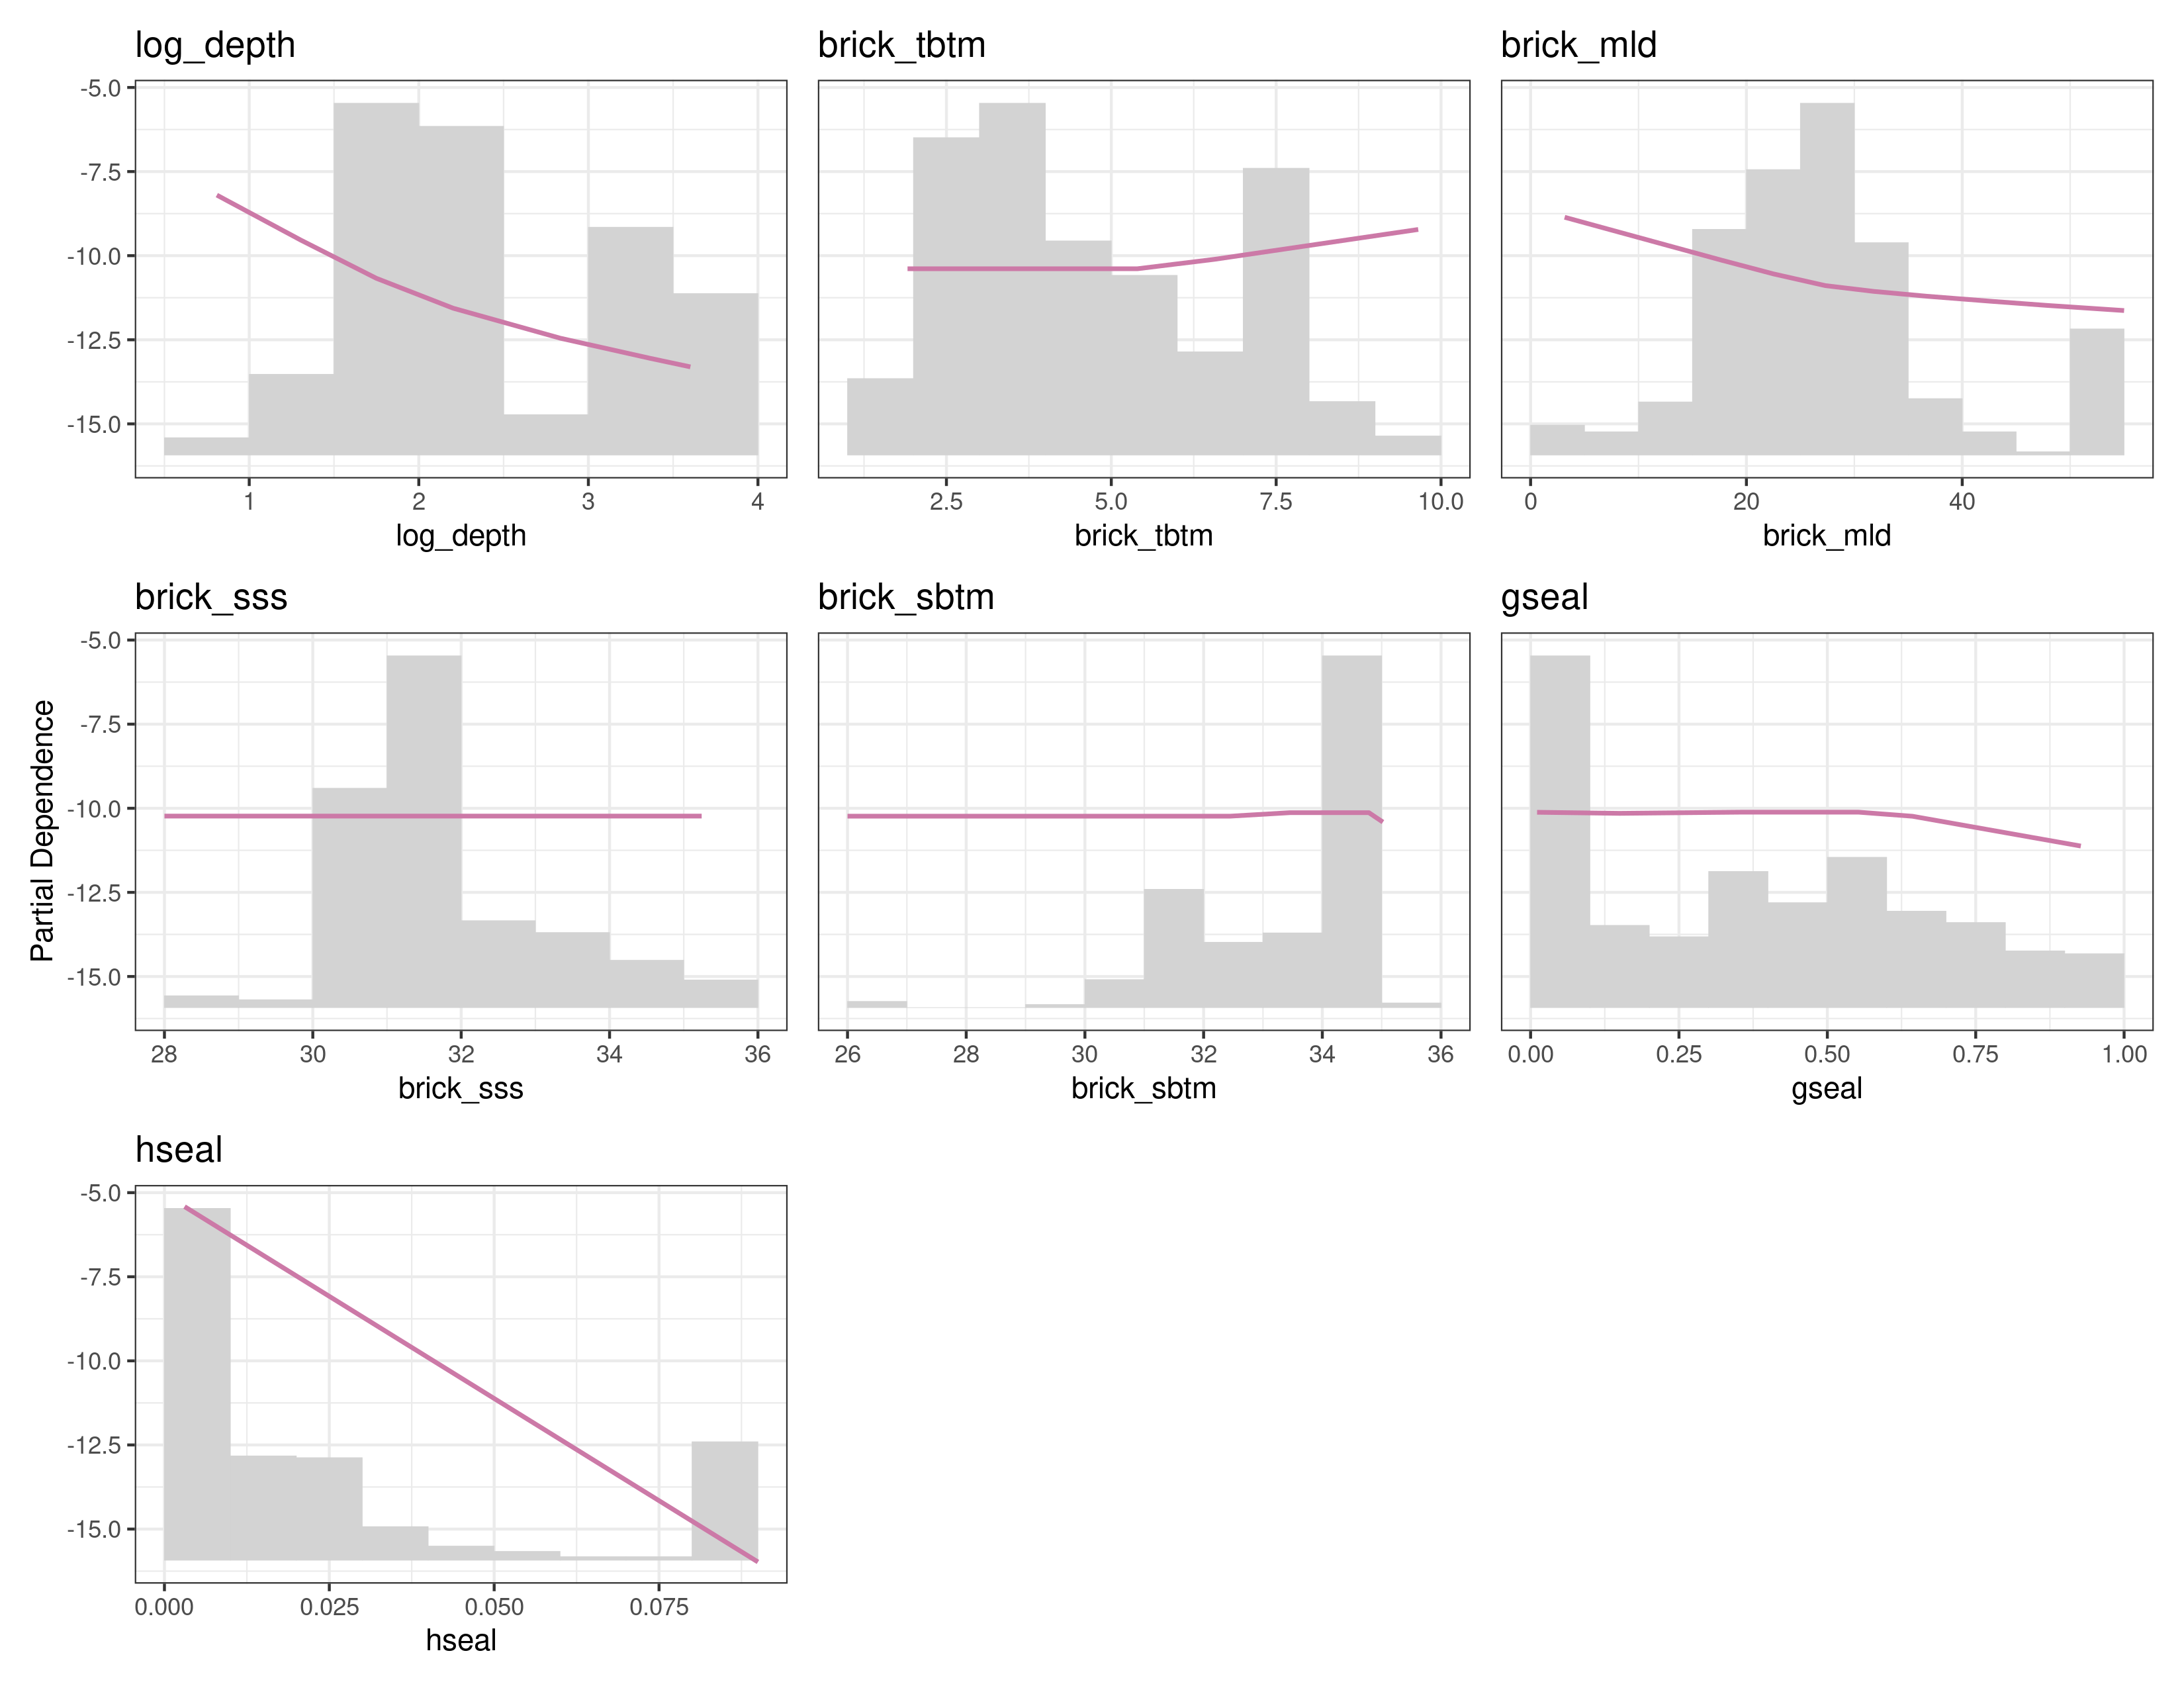 log_depth brick_tbtm brick_mld
-5.0
-7.5
-10.0
-12.5
-15.0
1 2 3 4 2.5 5.0 7.5 10.0 0 20 40
log_depth brick_tbtm brick_mld
brick_sss brick_sbtm gseal
Partial Dependence
-5.0
-7.5
-10.0
-12.5
-15.0
28 30 32 34 36 26 28 30 32 34 36 0.00 0.25 0.50 0.75 1.00
brick_sss brick_sbtm gseal
hseal
-5.0
-7.5
-10.0
-12.5
-15.0
0.000 0.025 0.050 0.075
hseal